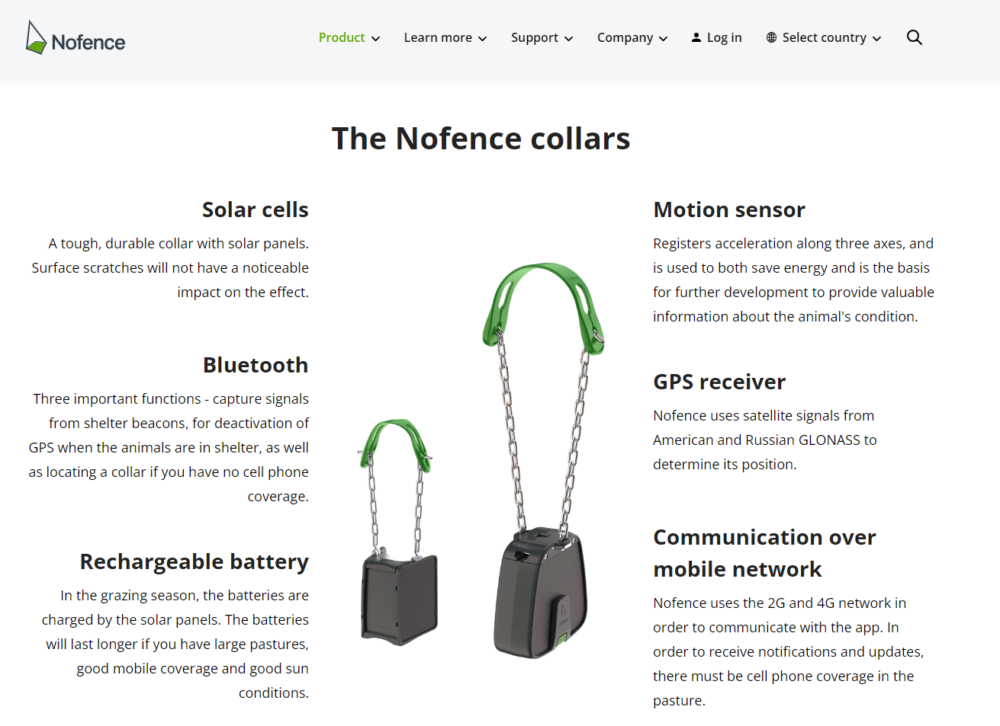 Nofence
Product
Learn more
Support
Company
Log in
Select country
The Nofence collars
Solar cells
A tough, durable collar with solar panels.
Surface scratches will not have a noticeable
impact on the effect.
Bluetooth
Three important functions - capture signals
from shelter beacons, for deactivation of
GPS when the animals are in shelter, as well
as locating a collar if you have no cell phone
coverage.
Rechargeable battery
In the grazing season, the batteries are
charged by the solar panels. The batteries
will last longer if you have large pastures,
good mobile coverage and good sun
conditions.
Motion sensor
Registers acceleration along three axes, and
is used to both save energy and is the basis
for further development to provide valuable
information about the animal's condition.
GPS receiver
Nofence uses satellite signals from
American and Russian GLONASS to
determine its position.
Communication over
mobile network
Nofence uses the 2G and 4G network in
order to communicate with the app. In
order to receive notifications and updates,
there must be cell phone coverage in the
pasture.